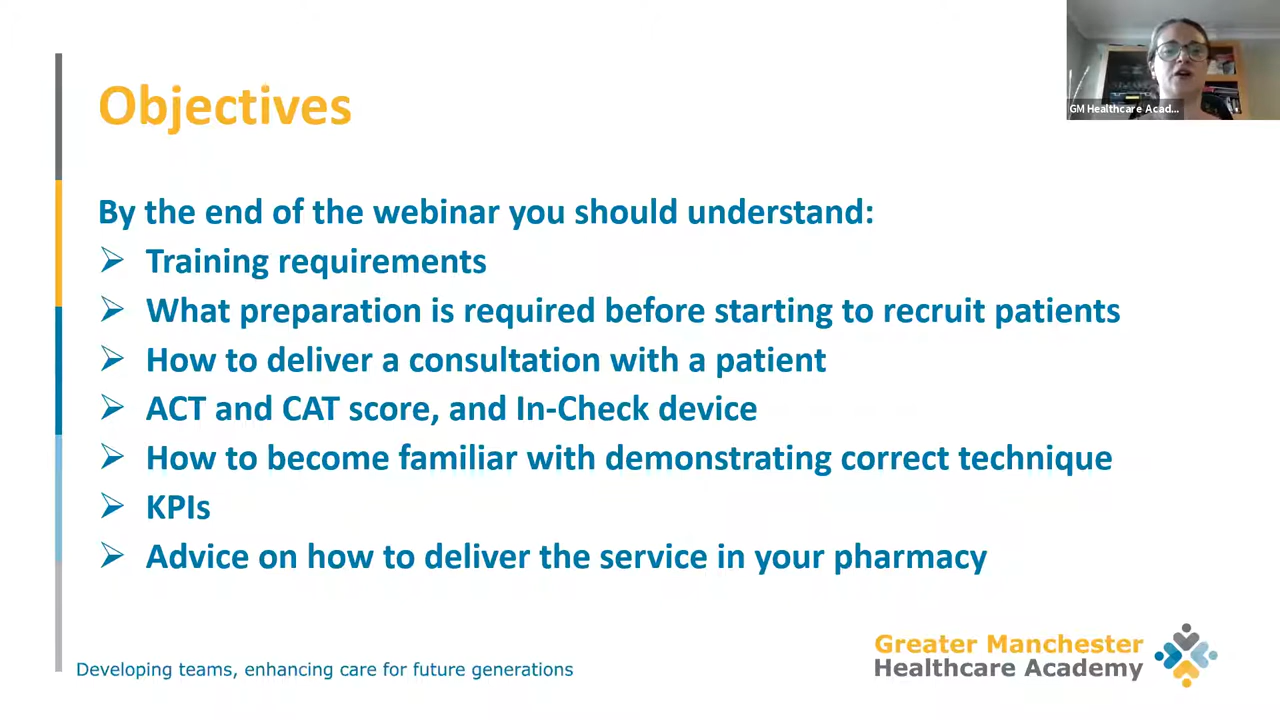 Objectives
GM Healthcare Acad...
By the end of the webinar you should understand:
➢ Training requirements
➢ What preparation is required before starting to recruit patients
➢ How to deliver a consultation with a patient
➢ ACT and CAT score, and In-Check device
➢ How to become familiar with demonstrating correct technique
➢ KPIs
➢ Advice on how to deliver the service in your pharmacy
Developing teams, enhancing care for future generations
Greater Manchester
Healthcare Academy